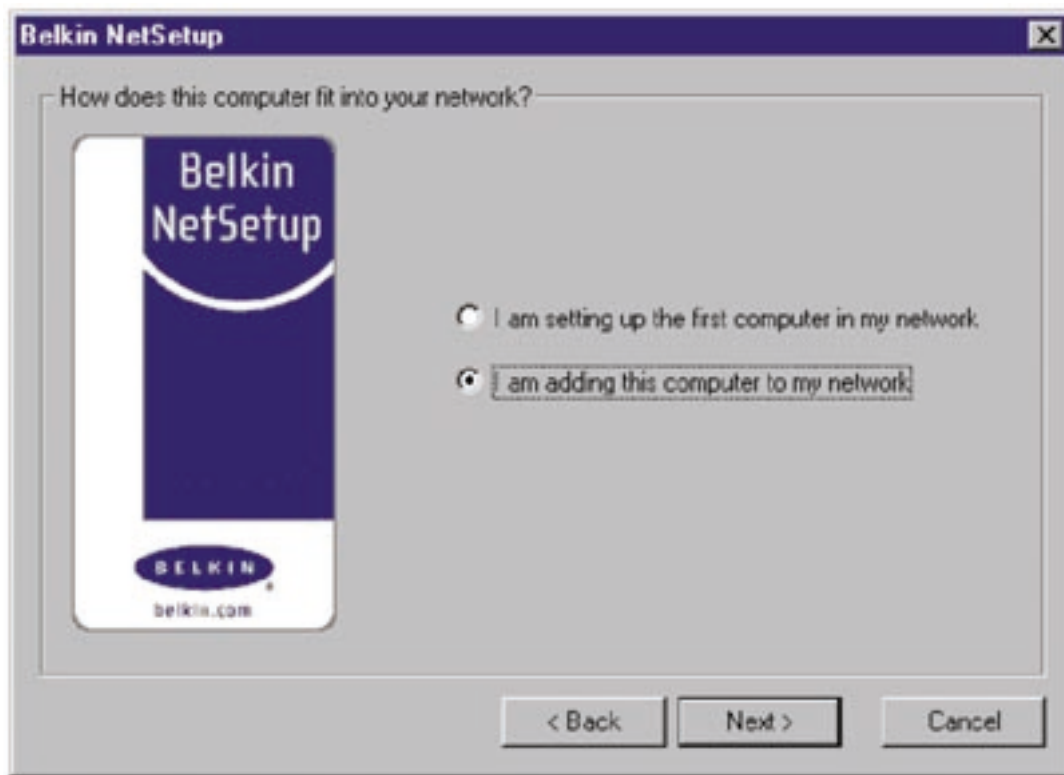 Belkin NetSetup
How does this computer fit into your network?
Belkin
NetSetup
I am setting up the first computer in my network
I am adding this computer to my network
BELKIN
®
belkin.com
< Back
Next >
Cancel